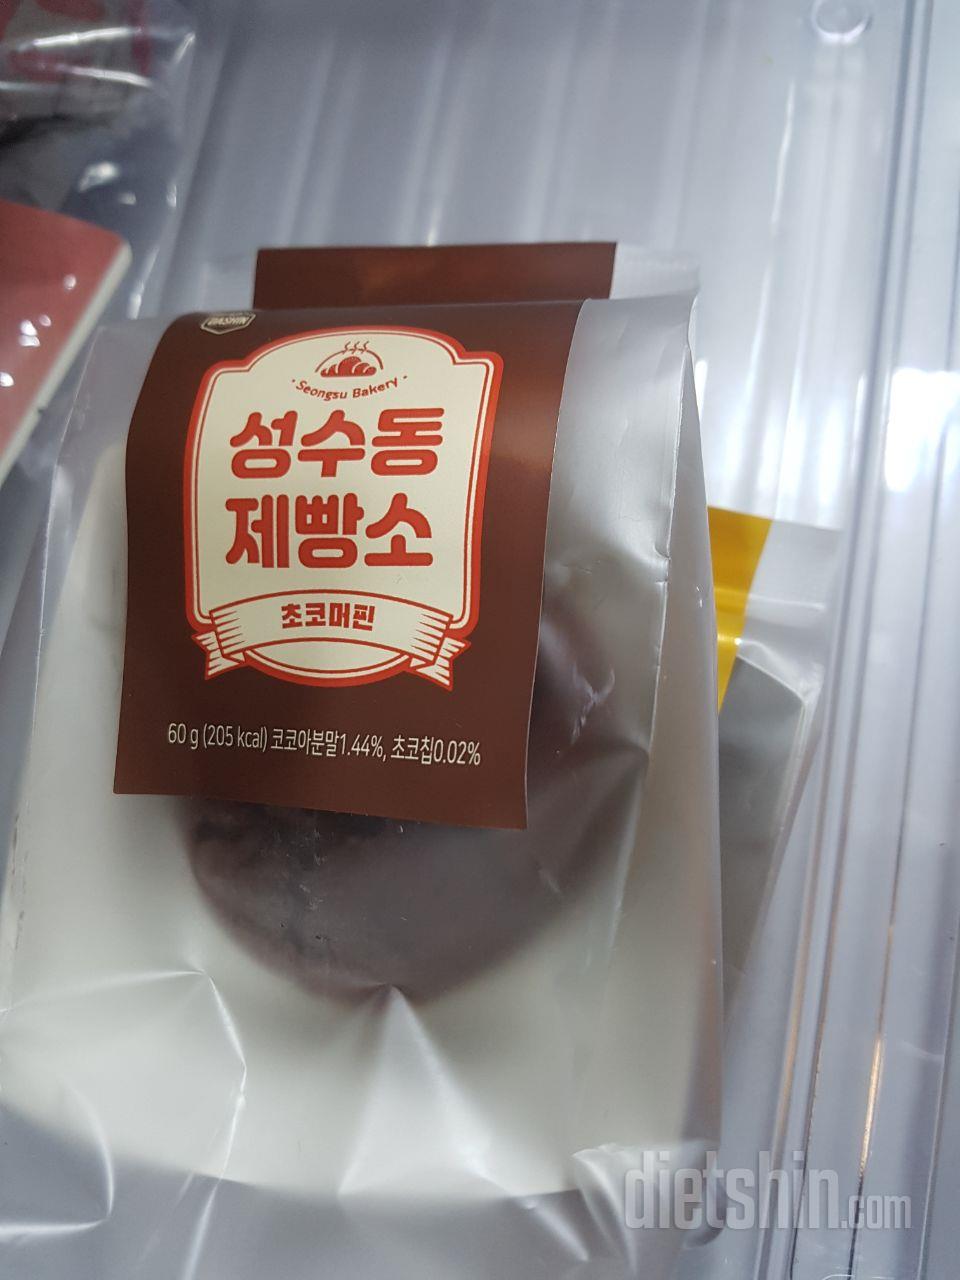 DASHIN
· Seongsu Bakery ·
성수동
제빵소
초코머핀
60 g (205 kcal) 코코아분말1.44%, 초코칩0.02%
dietshin.com